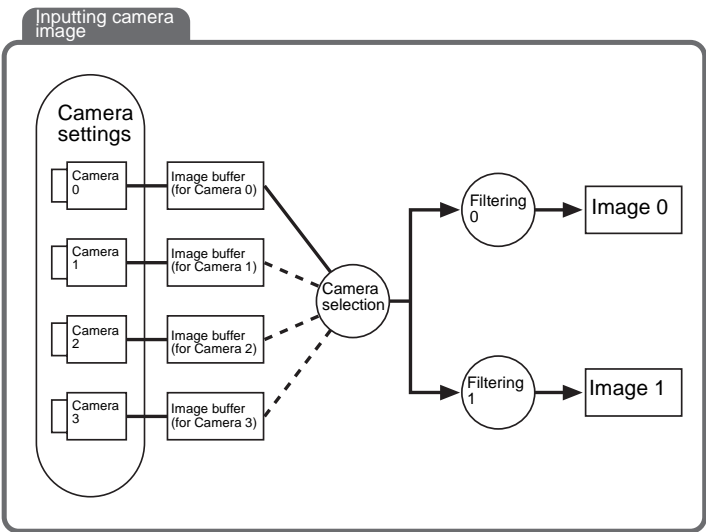 Inputting camera
image
Camera
settings
Camera
0
Image buffer
(for Camera 0)
Camera
1
Image buffer
(for Camera 1)
Camera
2
Image buffer
(for Camera 2)
Camera
3
Image buffer
(for Camera 3)
Camera
selection
Filtering
0
Image 0
Filtering
1
Image 1